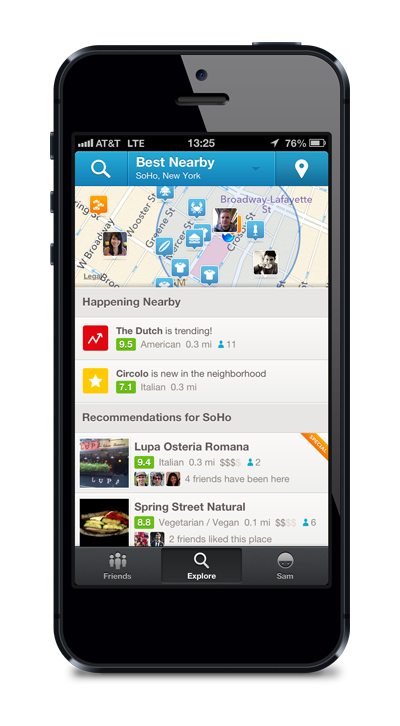 AT&T LTE 13:25 76%
Best Nearby
SoHo, New York
Broadway-Lafayette
St
Wooster St
Greene St
Mercer St
Crosby St
W Broadway
M
Legal
Happening Nearby
The Dutch is trending!
9.5 American 0.3 mi 11
Circolo is new in the neighborhood
7.1 Italian 0.3 mi
Recommendations for SoHo
SPECIAL
Lupa Osteria Romana
9.4 Italian 0.3 mi $$$$ 2
4 friends have been here
LUPA
Spring Street Natural
8.8 Vegetarian / Vegan 0.1 mi $$$$ 6
2 friends liked this place
Friends Explore Sam